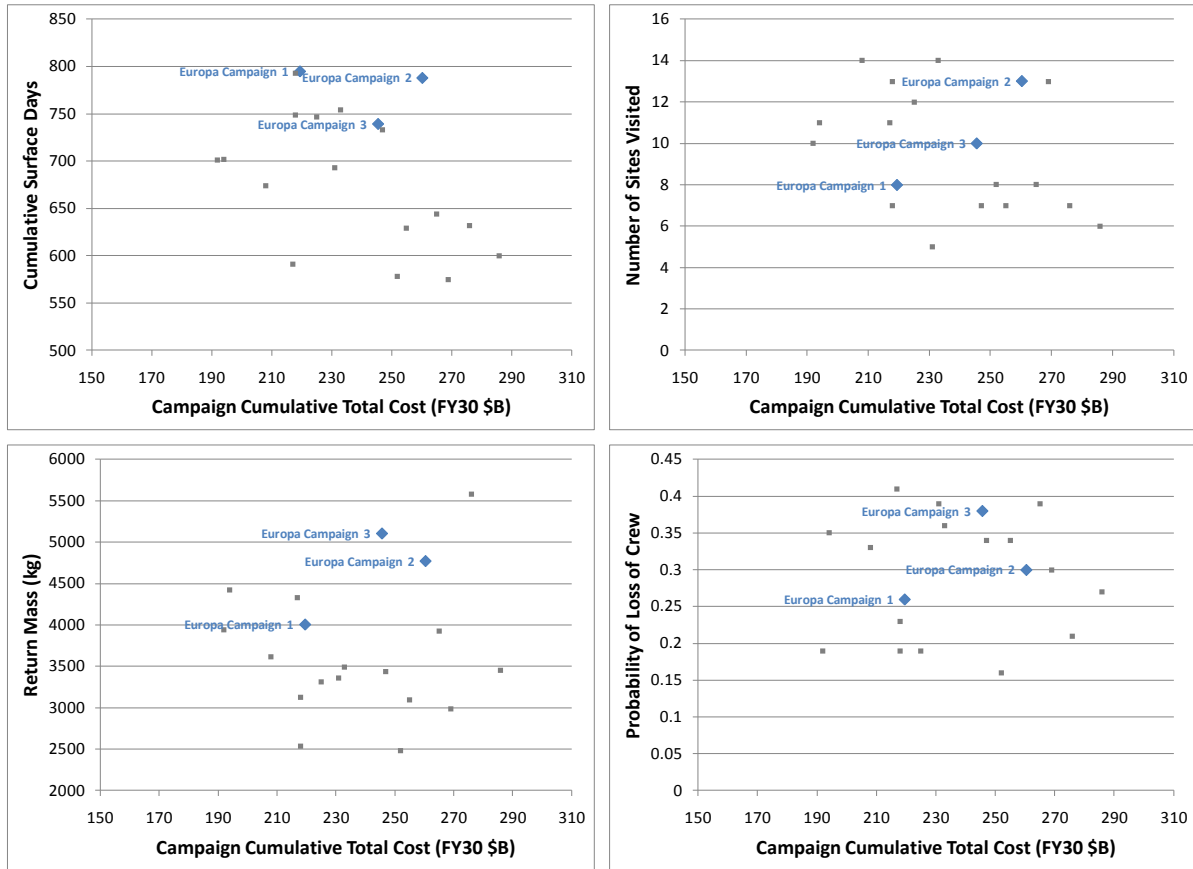 850
800
750
700
650
600
550
500
150 170 190 210 230 250 270 290 310
Cumulative Surface Days
Campaign Cumulative Total Cost (FY30 $B)
Europa Campaign 1
Europa Campaign 2
Europa Campaign 3
16
14
12
10
8
6
4
2
0
150 170 190 210 230 250 270 290 310
Number of Sites Visited
Campaign Cumulative Total Cost (FY30 $B)
Europa Campaign 2
Europa Campaign 3
Europa Campaign 1
6000
5500
5000
4500
4000
3500
3000
2500
2000
150 170 190 210 230 250 270 290 310
Return Mass (kg)
Campaign Cumulative Total Cost (FY30 $B)
Europa Campaign 3
Europa Campaign 2
Europa Campaign 1
0.45
0.4
0.35
0.3
0.25
0.2
0.15
0.1
0.05
0
150 170 190 210 230 250 270 290 310
Probability of Loss of Crew
Campaign Cumulative Total Cost (FY30 $B)
Europa Campaign 3
Europa Campaign 2
Europa Campaign 1